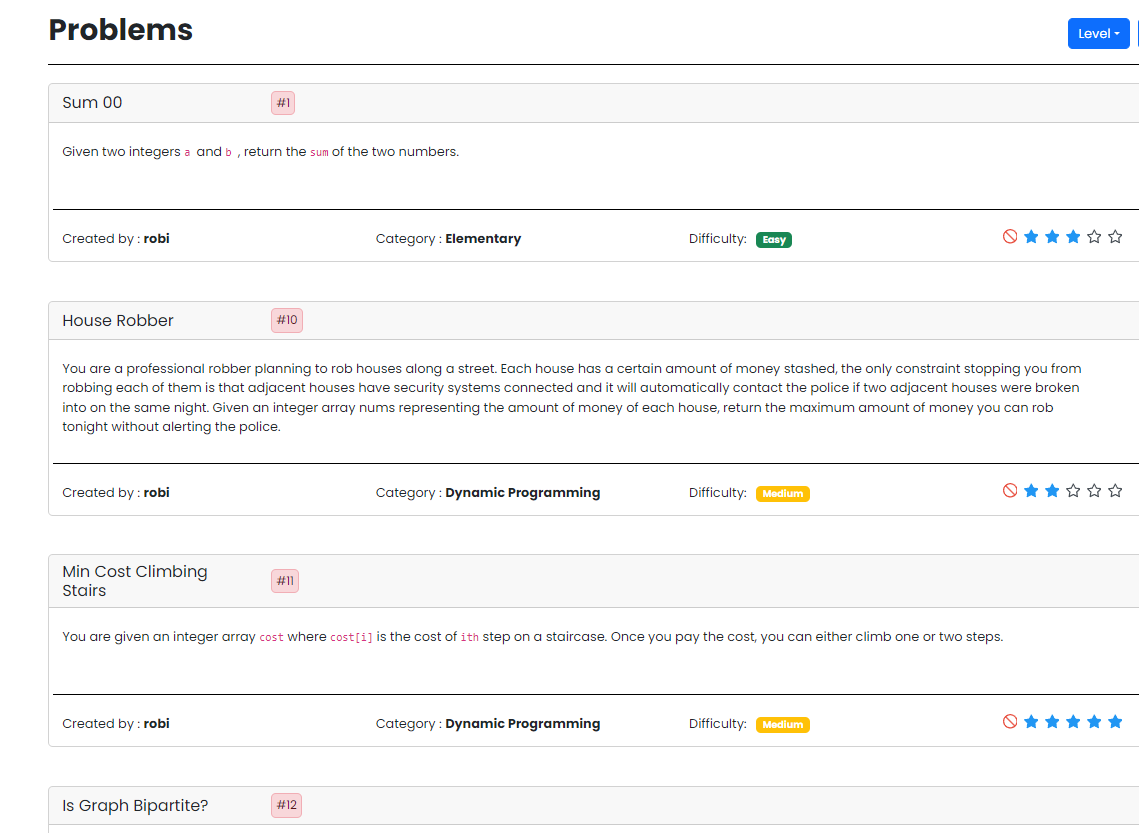 Problems
Level
Sum 00 #1
Given two integers a and b , return the sum of the two numbers.
Created by : robi Category : Elementary Difficulty: Easy
House Robber #10
You are a professional robber planning to rob houses along a street. Each house has a certain amount of money stashed, the only constraint stopping you from
robbing each of them is that adjacent houses have security systems connected and it will automatically contact the police if two adjacent houses were broken
into on the same night. Given an integer array nums representing the amount of money of each house, return the maximum amount of money you can rob
tonight without alerting the police.
Created by : robi Category : Dynamic Programming Difficulty: Medium
Min Cost Climbing
Stairs #11
You are given an integer array cost where cost[i] is the cost of ith step on a staircase. Once you pay the cost, you can either climb one or two steps.
Created by : robi Category : Dynamic Programming Difficulty: Medium
Is Graph Bipartite? #12